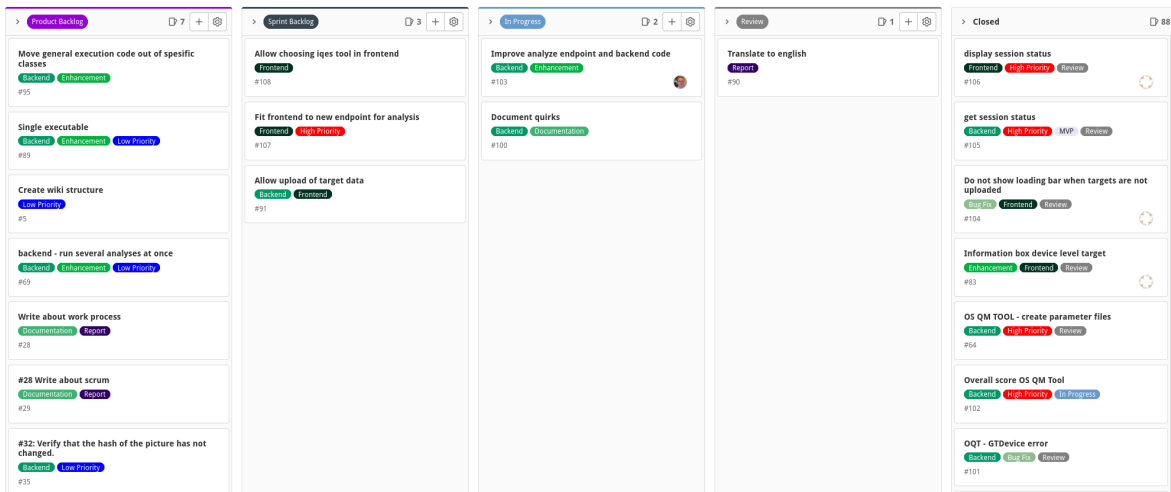 Product Backlog 7
Move general execution code out of spesific
classes
Backend Enhancement
#95
Single executable
Backend Enhancement Low Priority
#89
Create wiki structure
Low Priority
#5
backend - run several analyses at once
Backend Enhancement Low Priority
#69
Write about work process
Documentation Report
#28
#28 Write about scrum
Documentation Report
#29
#32: Verify that the hash of the picture has not
changed.
Backend Low Priority
#35
Sprint Backlog 3
Allow choosing iqes tool in frontend
Frontend
#108
Fit frontend to new endpoint for analysis
Frontend High Priority
#107
Allow upload of target data
Backend Frontend
#91
In Progress 2
Improve analyze endpoint and backend code
Backend Enhancement
#103
Document quirks
Backend Documentation
#100
Review 1
Translate to english
Report
#90
Closed 88
display session status
Frontend High Priority Review
#106
get session status
Backend High Priority MVP Review
#105
Do not show loading bar when targets are not
uploaded
Bug Fix Frontend Review
#104
Information box device level target
Enhancement Frontend Review
#83
OS QM TOOL - create parameter files
Backend High Priority Review
#64
Overall score OS QM Tool
Backend High Priority In Progress
#102
OQT - GTDevice error
Backend Bug Fix Review
#101